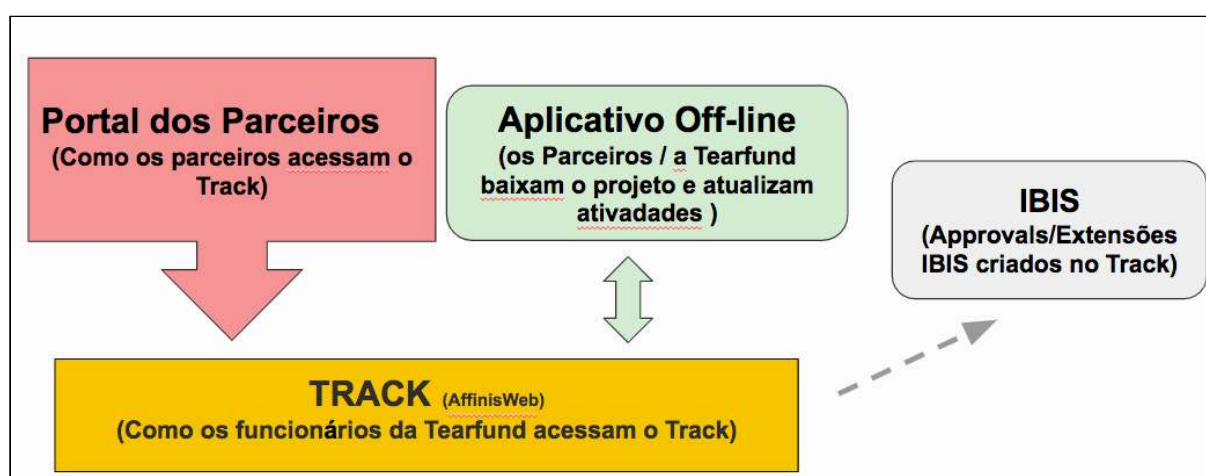 Portal dos Parceiros
(Como os parceiros acessam o
Track)
Aplicativo Off-line
(os Parceiros / a Tearfund
baixam o projeto e atualizam
ativadades )
IBIS
(Approvals/Extensões
IBIS criados no Track)
TRACK (AffinisWeb)
(Como os funcionários da Tearfund acessam o Track)